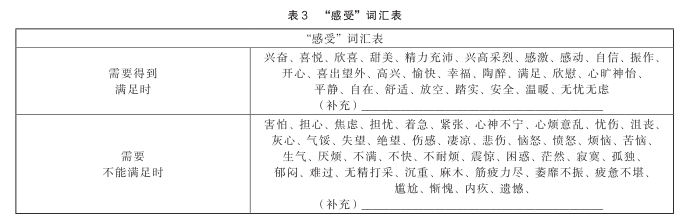 表3 “感受”词汇表
“感受”词汇表
需要得到
满足时
兴奋、喜悦、欣喜、甜美、精力充沛、兴高采烈、感激、感动、自信、振作、
开心、喜出望外、高兴、愉快、幸福、陶醉、满足、欣慰、心旷神怡、
平静、自在、舒适、放空、踏实、安全、温暖、无忧无虑
(补充)
需要
不能满足时
害怕、担心、焦虑、担忧、着急、紧张、心神不宁、心烦意乱、忧伤、沮丧、
灰心、气馁、失望、绝望、伤感、凄凉、悲伤、恼怒、愤怒、烦恼、苦恼、
生气、厌烦、不满、不快、不耐烦、震惊、困惑、茫然、寂寞、孤独、
郁闷、难过、无精打采、沉重、麻木、筋疲力尽、萎靡不振、疲惫不堪、
尴尬、惭愧、内疚、遗憾、
(补充)